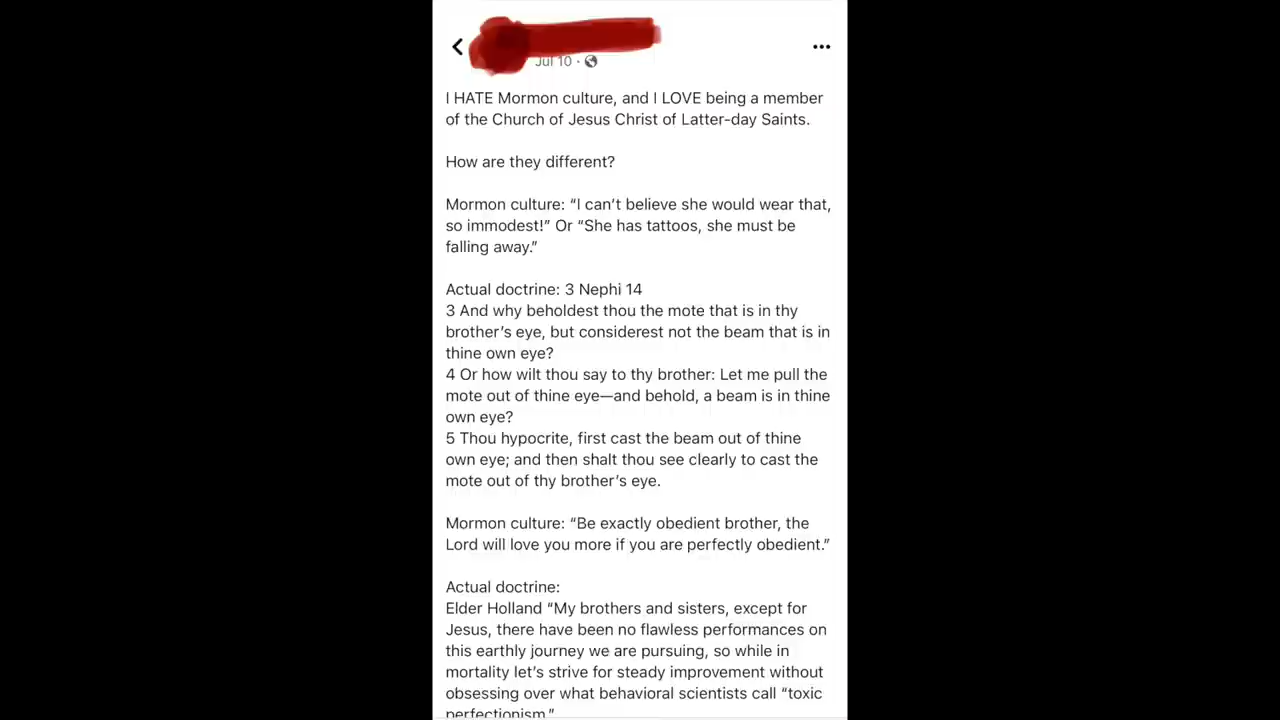 Jul 10 ·
I HATE Mormon culture, and I LOVE being a member
of the Church of Jesus Christ of Latter-day Saints.
How are they different?
Mormon culture: “I can’t believe she would wear that,
so immodest!” Or “She has tattoos, she must be
falling away.”
Actual doctrine: 3 Nephi 14
3 And why beholdest thou the mote that is in thy
brother’s eye, but considerest not the beam that is in
thine own eye?
4 Or how wilt thou say to thy brother: Let me pull the
mote out of thine eye—and behold, a beam is in thine
own eye?
5 Thou hypocrite, first cast the beam out of thine
own eye; and then shalt thou see clearly to cast the
mote out of thy brother’s eye.
Mormon culture: “Be exactly obedient brother, the
Lord will love you more if you are perfectly obedient.”
Actual doctrine:
Elder Holland “My brothers and sisters, except for
Jesus, there have been no flawless performances on
this earthly journey we are pursuing, so while in
mortality let’s strive for steady improvement without
obsessing over what behavioral scientists call “toxic
perfectionism.”